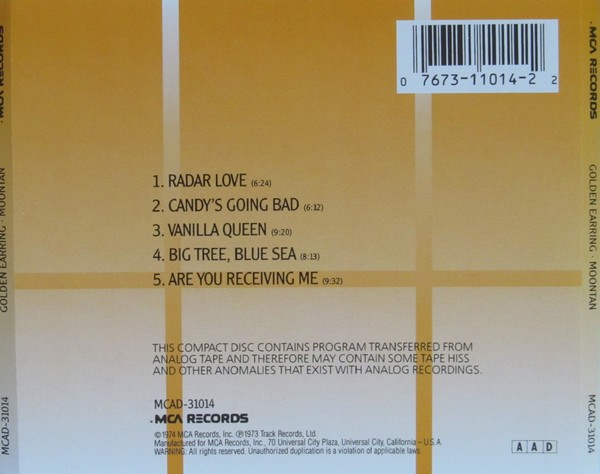 MCA RECORDS
GOLDEN EARRING · MOONTAN
MCAD-31014
0 7673-11014-2 2
1. RADAR LOVE (6:24)
2. CANDY'S GOING BAD (6:12)
3. VANILLA QUEEN (9:20)
4. BIG TREE, BLUE SEA (8:13)
5. ARE YOU RECEIVING ME (9:32)
THIS COMPACT DISC CONTAINS PROGRAM TRANSFERRED FROM
ANALOG TAPE AND THEREFORE MAY CONTAIN SOME TAPE HISS
AND OTHER ANOMALIES THAT EXIST WITH ANALOG RECORDINGS.
MCAD-31014
MCA RECORDS
©1974 MCA Records, Inc. ℗1973 Track Records, Ltd.
Manufactured for MCA Records, Inc., 70 Universal City Plaza, Universal City, California – U.S.A.
WARNING: All rights reserved. Unauthorized duplication is a violation of applicable laws.
A A D
MCA RECORDS
GOLDEN EARRING · MOONTAN
MCAD-31014